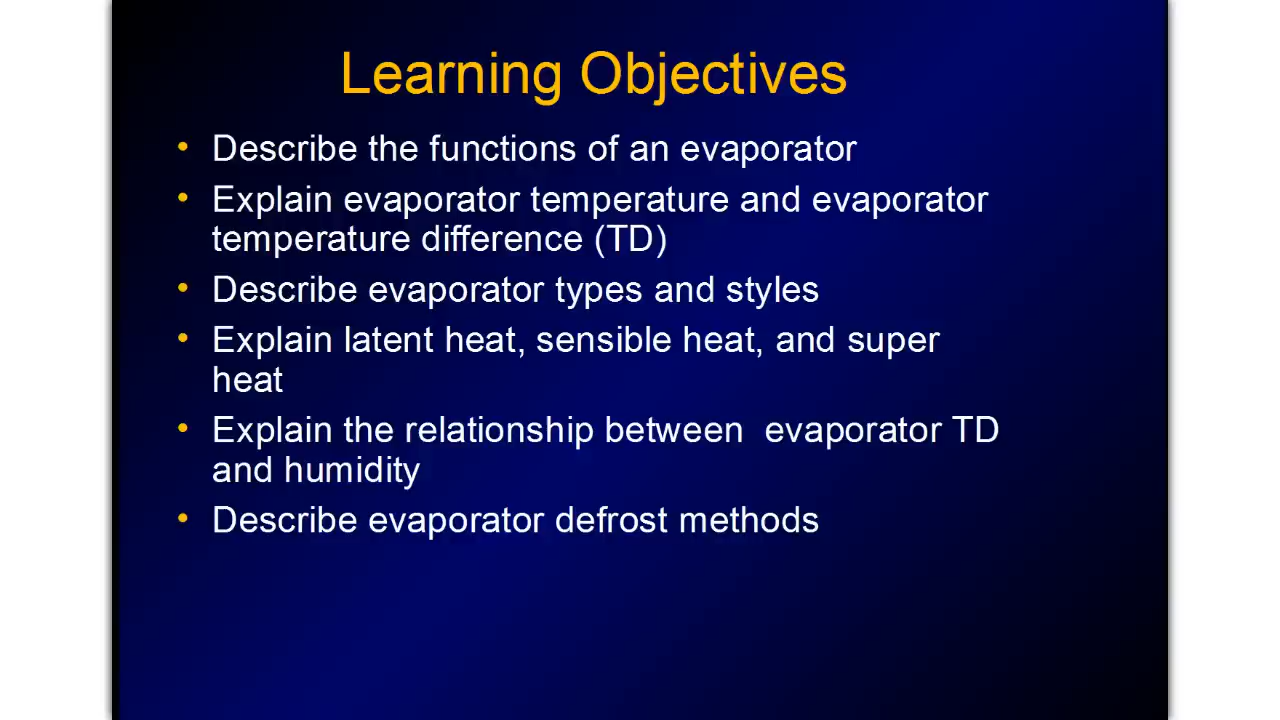 Learning Objectives
• Describe the functions of an evaporator
• Explain evaporator temperature and evaporator
temperature difference (TD)
• Describe evaporator types and styles
• Explain latent heat, sensible heat, and super
heat
• Explain the relationship between  evaporator TD
and humidity
• Describe evaporator defrost methods